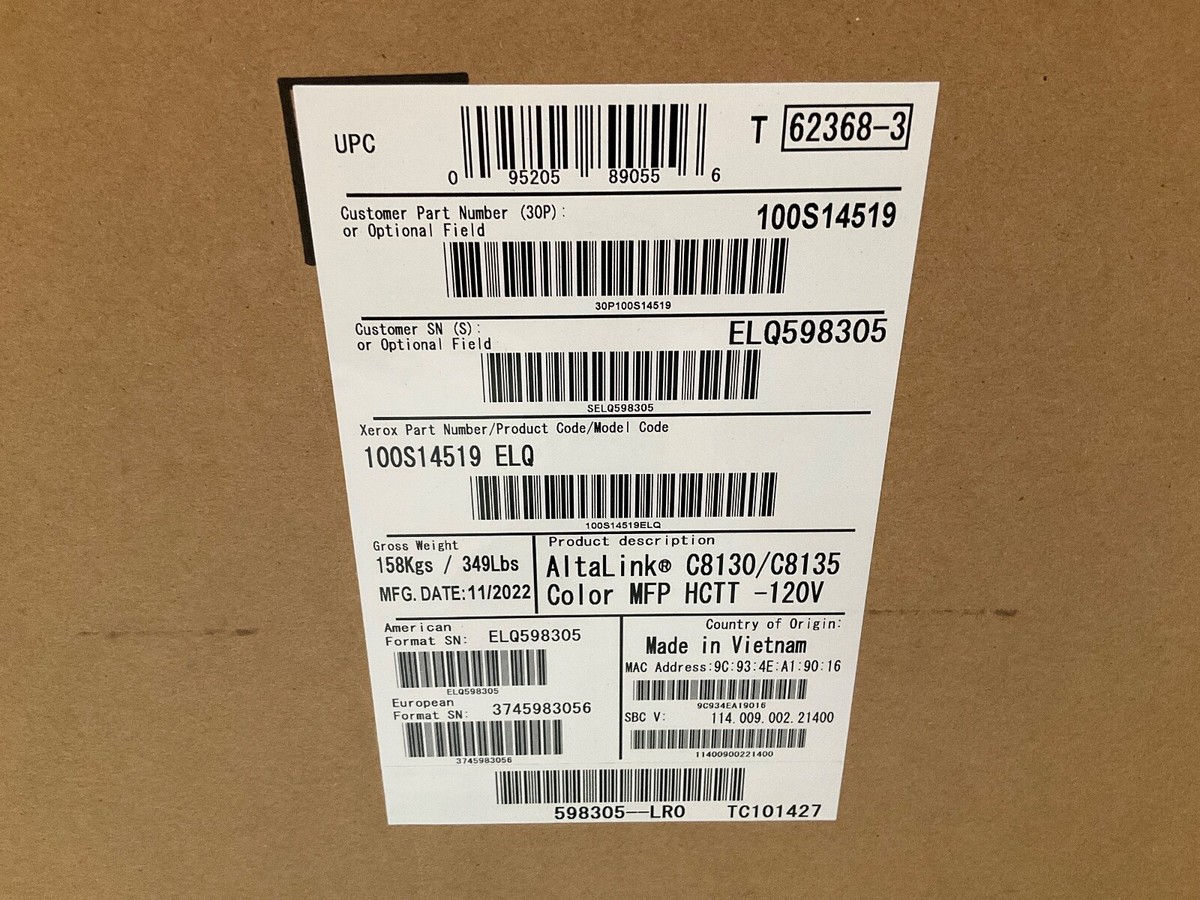 UPC
T 62368-3
0 95205 89055 6
Customer Part Number (30P):
or Optional Field
100S14519
30P100S14519
Customer SN (S):
or Optional Field
ELQ598305
SELQ598305
Xerox Part Number/Product Code/Model Code
100S14519 ELQ
100S14519ELQ
Gross Weight
158Kgs / 349Lbs
MFG. DATE:11/2022
Product description
AltaLink® C8130/C8135
Color MFP HCTT -120V
American
Format SN: ELQ598305
ELQ598305
European
Format SN: 3745983056
3745983056
Country of Origin:
Made in Vietnam
MAC Address:9C:93:4E:A1:90:16
9C934EA19016
SBC V: 114.009.002.21400
11400900221400
598305--LR0 TC101427